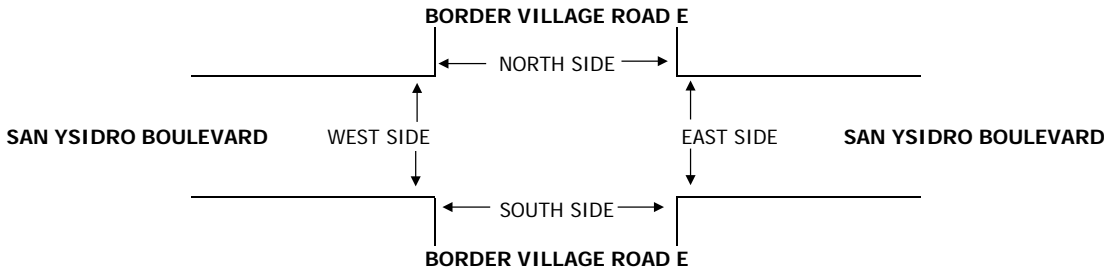 BORDER VILLAGE ROAD E
NORTH SIDE
SAN YSIDRO BOULEVARD WEST SIDE EAST SIDE SAN YSIDRO BOULEVARD
SOUTH SIDE
BORDER VILLAGE ROAD E